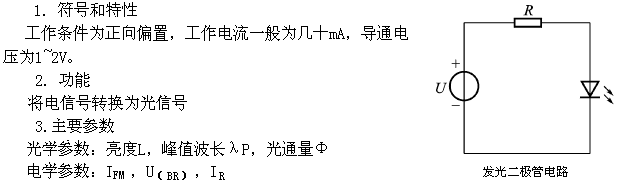 1. 符号和特性
工作条件为正向偏置，工作电流一般为几十mA，导通电
压为1~2V。
2. 功能
将电信号转换为光信号
3.主要参数
光学参数：亮度L，峰值波长λP，光通量Φ
电学参数：IFM，U（BR），IR
R
+
U
−
发光二极管电路